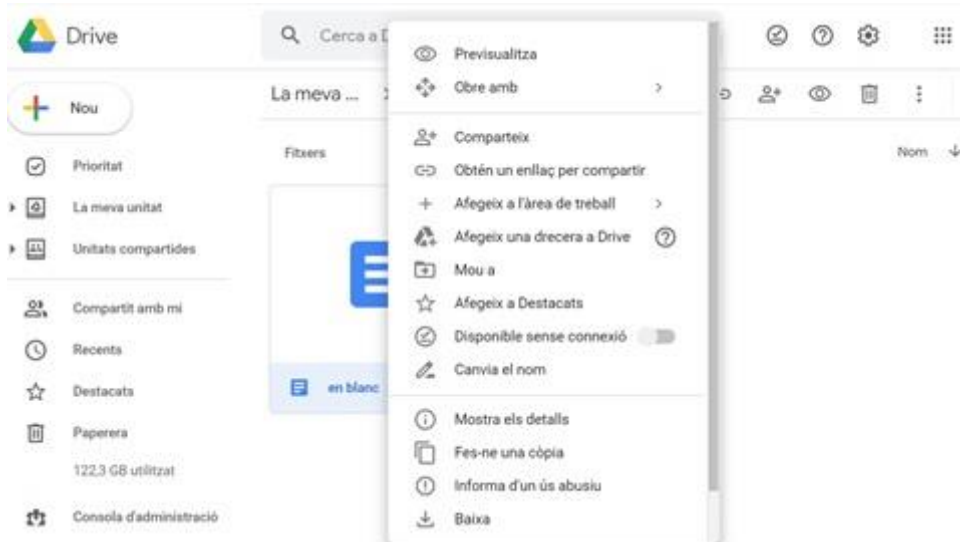 Drive
Cerca a D
Nou
La meva ...
Prioritat
La meva unitat
Unitats compartides
Compartit amb mi
Recents
Destacats
Paperera
122,3 GB utilitzat
Consola d'administració
Fitxers
Nom
en blanc
Previsualitza
Obre amb
Comparteix
Obtén un enllaç per compartir
Afegeix a l'àrea de treball
Afegeix una drecera a Drive
Mou a
Afegeix a Destacats
Disponible sense connexió
Canvia el nom
Mostra els detalls
Fes-ne una còpia
Informa d'un ús abusiu
Baixa